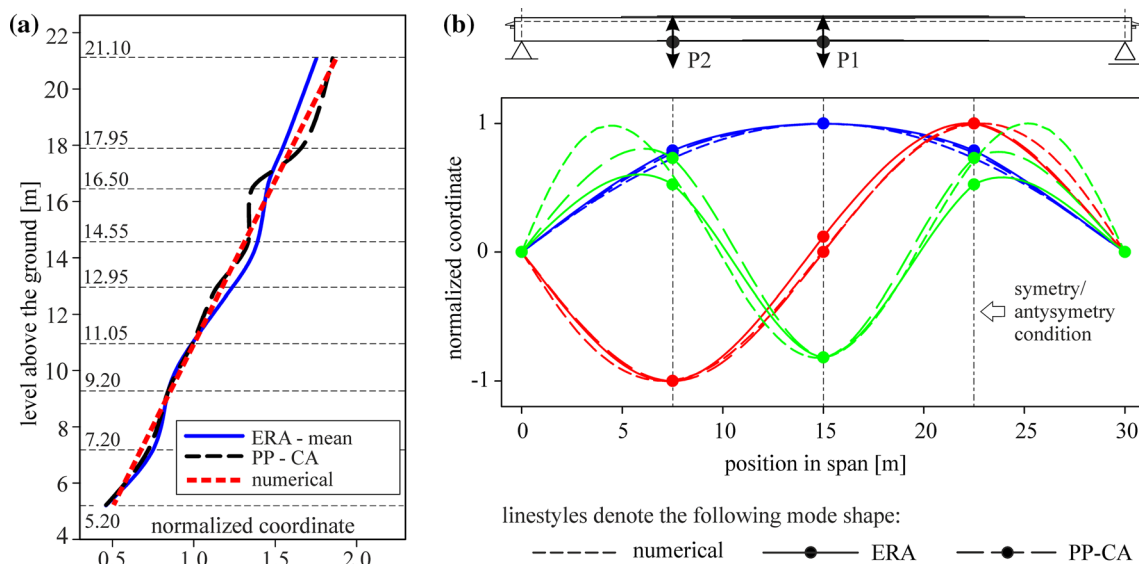 (a)
level above the ground [m]
22
20
18
16
14
12
10
8
6
4
21.10
17.95
16.50
14.55
12.95
11.05
9.20
7.20
5.20
ERA - mean
PP - CA
numerical
normalized coordinate
0.5 1.0 1.5 2.0
(b)
P2 P1
normalized coordinate
1
0
-1
symetry/
antysymetry
condition
0 5 10 15 20 25 30
position in span [m]
linestyles denote the following mode shape:
numerical ERA PP-CA